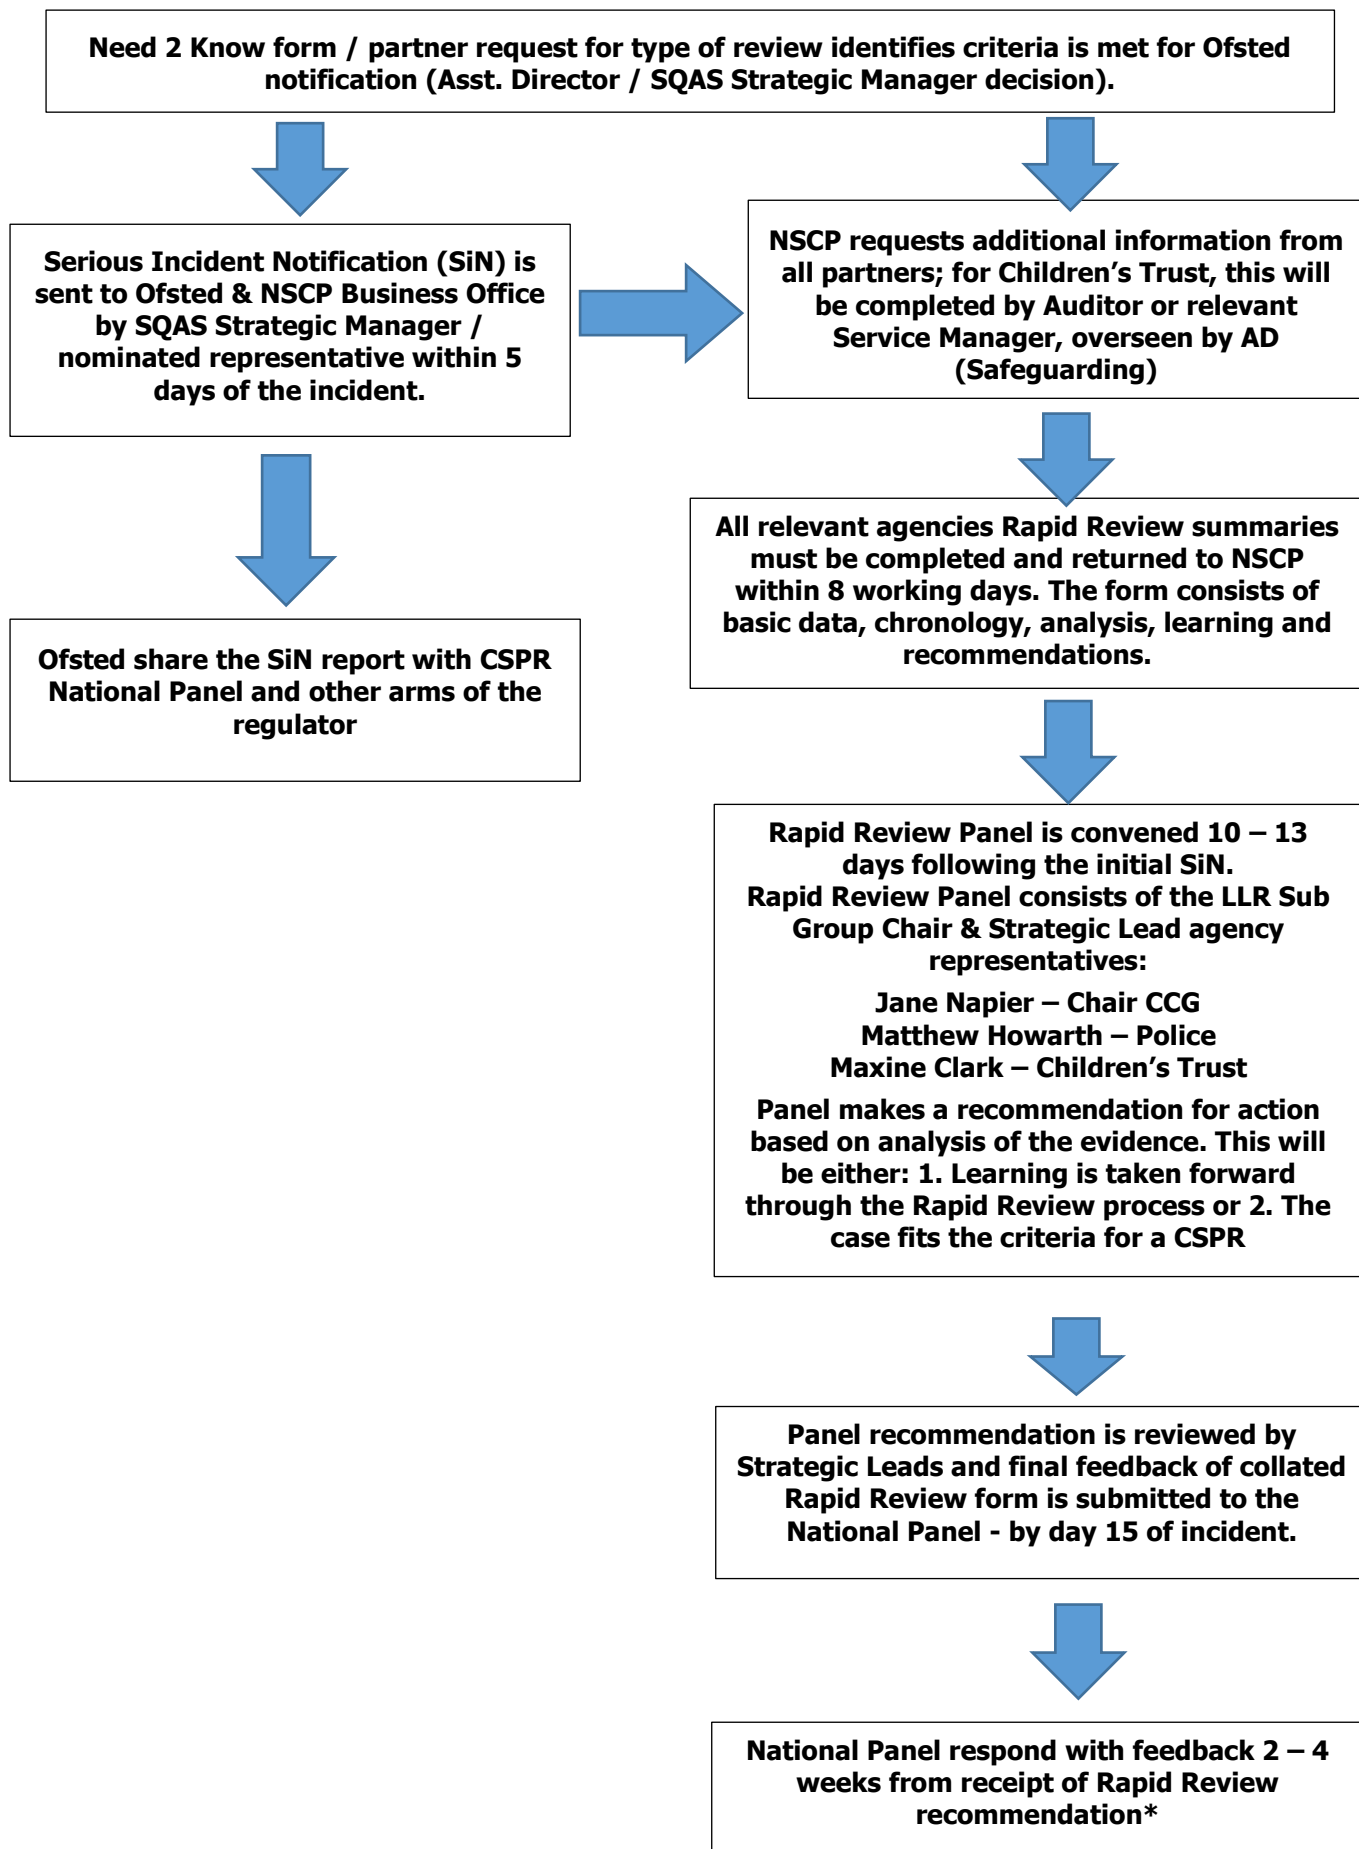 Need 2 Know form / partner request for type of review identifies criteria is met for Ofsted
notification (Asst. Director / SQAS Strategic Manager decision).
Serious Incident Notification (SiN) is
sent to Ofsted & NSCP Business Office
by SQAS Strategic Manager /
nominated representative within 5
days of the incident.
NSCP requests additional information from
all partners; for Children’s Trust, this will
be completed by Auditor or relevant
Service Manager, overseen by AD
(Safeguarding)
Ofsted share the SiN report with CSPR
National Panel and other arms of the
regulator
All relevant agencies Rapid Review summaries
must be completed and returned to NSCP
within 8 working days. The form consists of
basic data, chronology, analysis, learning and
recommendations.
Rapid Review Panel is convened 10 – 13
days following the initial SiN.
Rapid Review Panel consists of the LLR Sub
Group Chair & Strategic Lead agency
representatives:
Jane Napier – Chair CCG
Matthew Howarth – Police
Maxine Clark – Children’s Trust
Panel makes a recommendation for action
based on analysis of the evidence. This will
be either: 1. Learning is taken forward
through the Rapid Review process or 2. The
case fits the criteria for a CSPR
Panel recommendation is reviewed by
Strategic Leads and final feedback of collated
Rapid Review form is submitted to the
National Panel - by day 15 of incident.
National Panel respond with feedback 2 – 4
weeks from receipt of Rapid Review
recommendation*